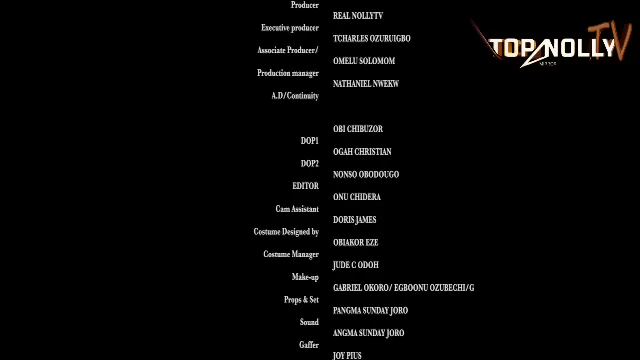 Producer
REAL NOLLYTV
Executive producer
TCHARLES OZURUIGBO
Associate Producer/
OMELU SOLOMOM
Production manager
NATHANIEL NWEKW
A.D/Continuity
OBI CHIBUZOR
DOP1
OGAH CHRISTIAN
DOP2
NONSO OBODOUGO
EDITOR
ONU CHIDERA
Cam Assistant
DORIS JAMES
Costume Designed by
OBIAKOR EZE
Costume Manager
JUDE C ODOH
Make-up
GABRIEL OKORO/ EGBOONU OZUBECHI/G
Props & Set
PANGMA SUNDAY JORO
Sound
ANGMA SUNDAY JORO
Gaffer
JOY PIUS
TOP NOLLY TV
MIRROR